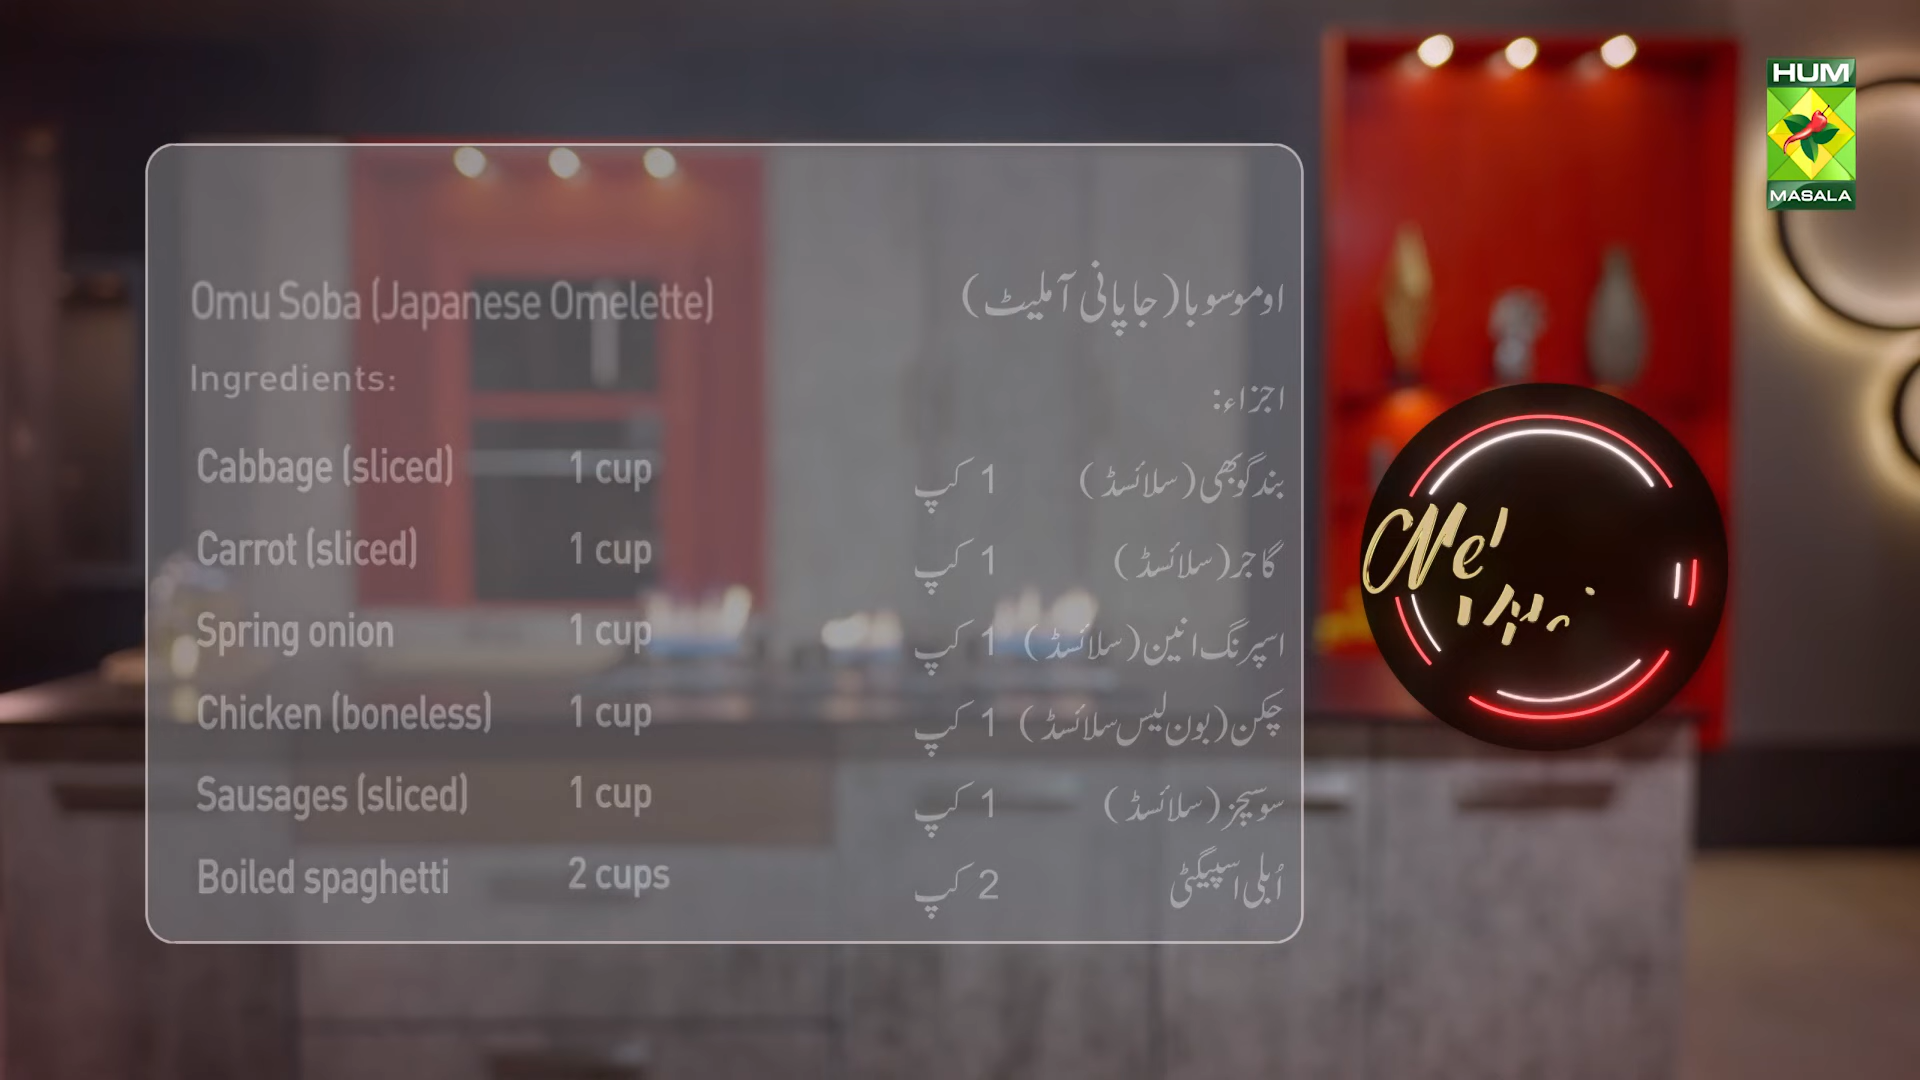 HUM
MASALA
Omu Soba (Japanese Omelette)
Ingredients:
Cabbage (sliced) 1 cup
Carrot (sliced) 1 cup
Spring onion 1 cup
Chicken (boneless) 1 cup
Sausages (sliced) 1 cup
Boiled spaghetti 2 cups
اوموسوبا (جاپانی آملیٹ)
اجزاء:
بند گوبھی (سلائسڈ) 1 کپ
گاجر (سلائسڈ) 1 کپ
اسپرنگ انین (سلائسڈ) 1 کپ
چکن (بون لیس سلائسڈ) 1 کپ
سوسیجز (سلائسڈ) 1 کپ
اُبلی اسپیگٹی 2 کپ